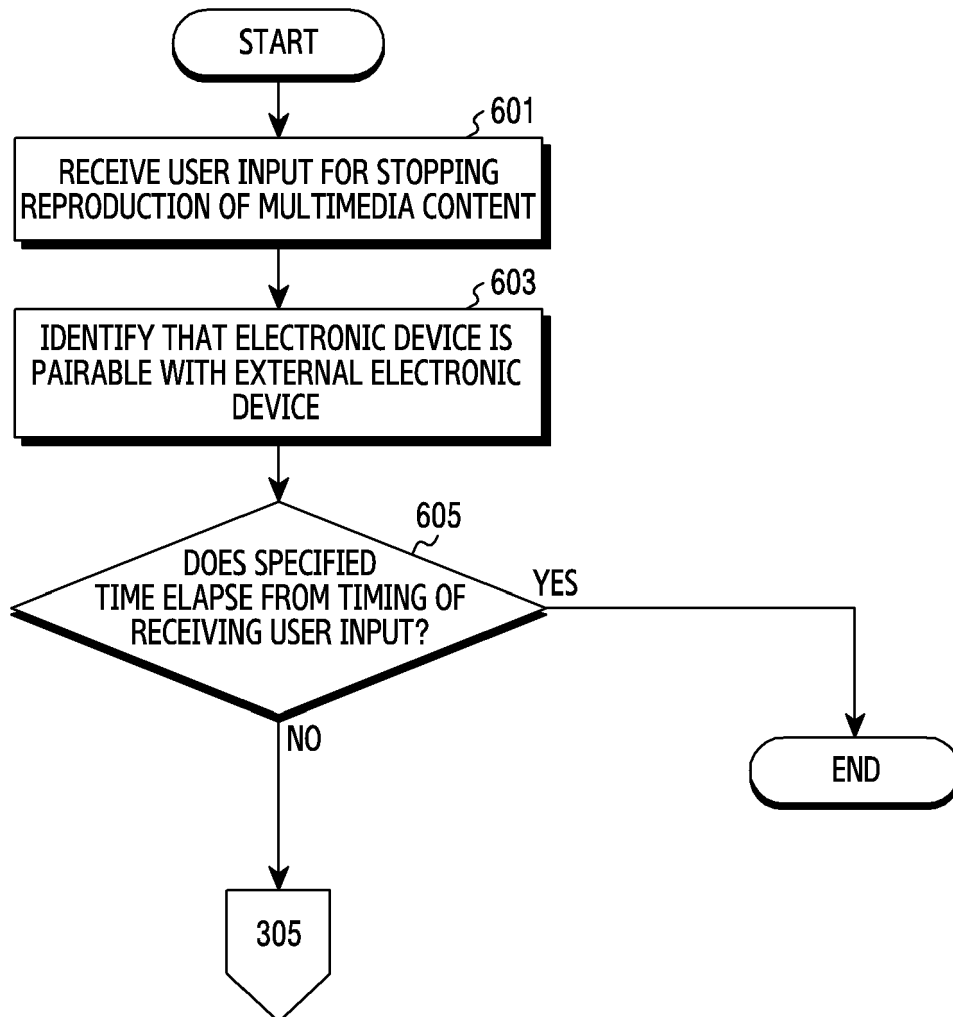 START
601
RECEIVE USER INPUT FOR STOPPING
REPRODUCTION OF MULTIMEDIA CONTENT
603
IDENTIFY THAT ELECTRONIC DEVICE IS
PAIRABLE WITH EXTERNAL ELECTRONIC
DEVICE
605
DOES SPECIFIED
TIME ELAPSE FROM TIMING OF
RECEIVING USER INPUT?
YES
NO
END
305